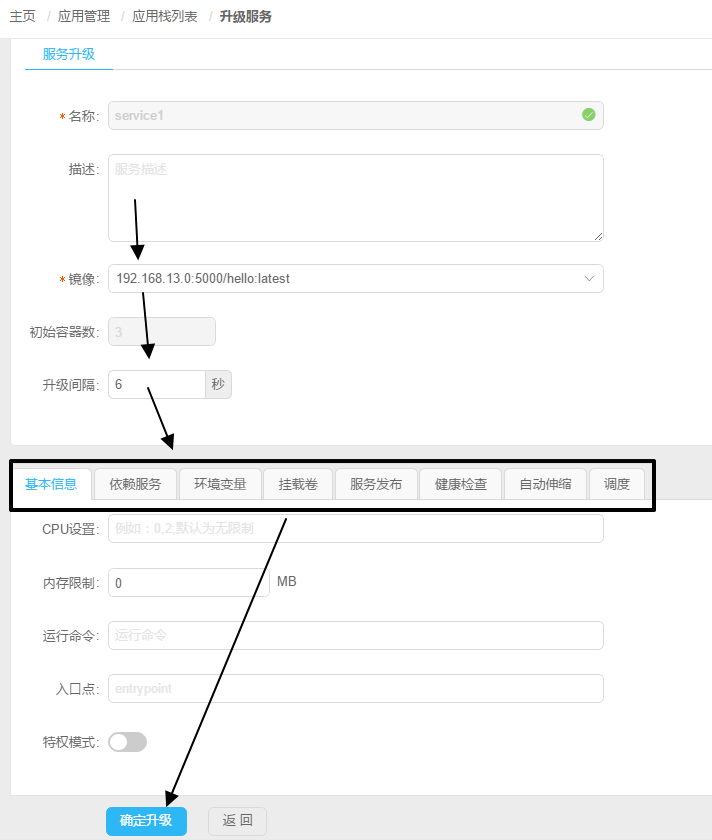 主页 / 应用管理 / 应用栈列表 / 升级服务
服务升级
* 名称: service1
描述: 服务描述
* 镜像: 192.168.13.0:5000/hello:latest
初始容器数: 3
升级间隔: 6 秒
基本信息 依赖服务 环境变量 挂载卷 服务发布 健康检查 自动伸缩 调度
CPU设置: 例如：0,2;默认为无限制
内存限制: 0 MB
运行命令: 运行命令
入口点: entrypoint
特权模式:
确定升级 返 回